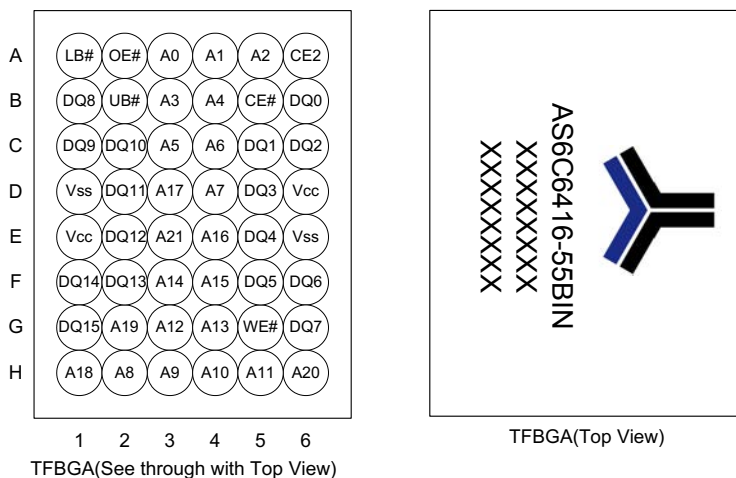 A LB# OE# A0 A1 A2 CE2
B DQ8 UB# A3 A4 CE# DQ0
C DQ9 DQ10 A5 A6 DQ1 DQ2
D Vss DQ11 A17 A7 DQ3 Vcc
E Vcc DQ12 A21 A16 DQ4 Vss
F DQ14 DQ13 A14 A15 DQ5 DQ6
G DQ15 A19 A12 A13 WE# DQ7
H A18 A8 A9 A10 A11 A20
1 2 3 4 5 6
TFBGA(See through with Top View)
AS6C6416-55BIN
XXXXXXXX
XXXXXXXX
TFBGA(Top View)